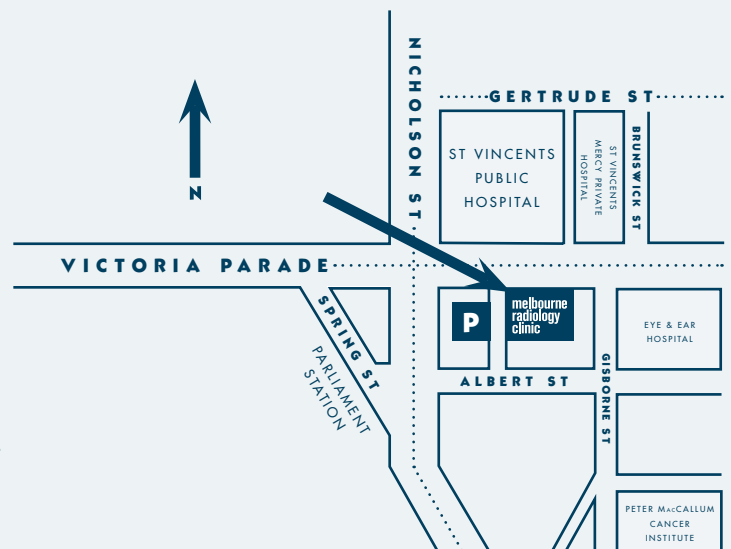 NICHOLSON ST
GERTRUDE ST
ST VINCENTS
PUBLIC
HOSPITAL
ST VINCENTS
MERCY PRIVATE
HOSPITAL
BRUNSWICK ST
N
VICTORIA PARADE
SPRING ST
PARLIAMENT
STATION
P
melbourne
radiology
clinic
EYE & EAR
HOSPITAL
ALBERT ST
GISBORNE ST
PETER MACCALLUM
CANCER
INSTITUTE